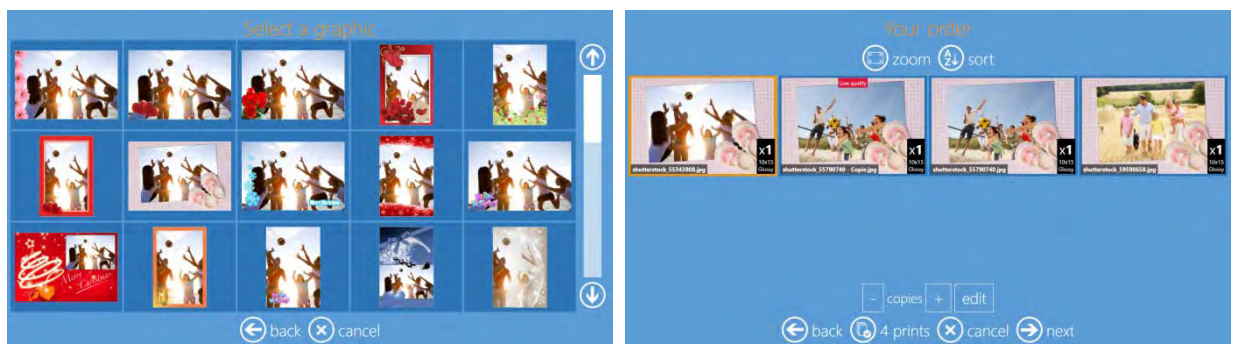 Select a graphic
Merry Christmas
back cancel
Your order
zoom sort
Low quality
x1
10x15
Glossy
shutterstock_55343908.jpg
x1
10x15
Glossy
shutterstock_55790740 - Copie.jpg
x1
10x15
Glossy
shutterstock_55790740.jpg
x1
10x15
Glossy
shutterstock_59598658.jpg
- copies + edit
back 4 prints cancel next